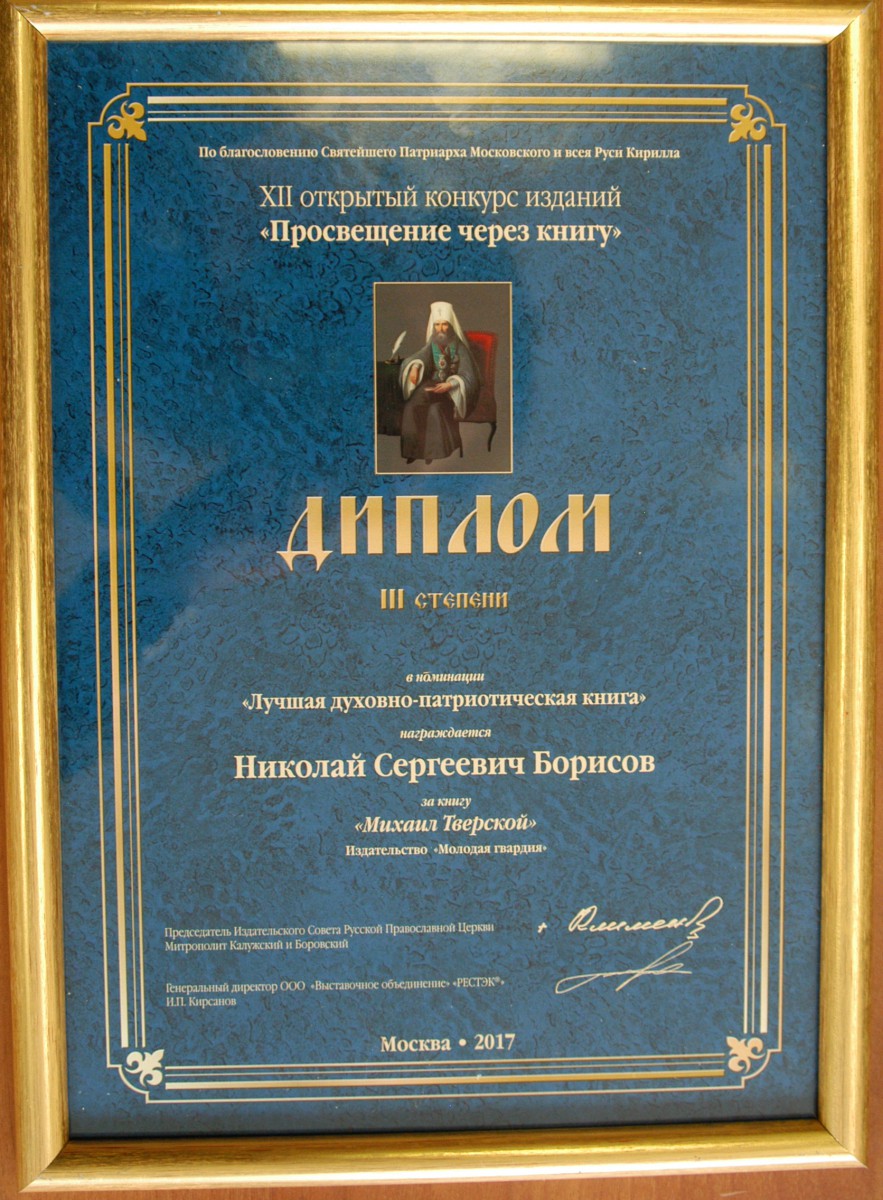 По благословению Святейшего Патриарха Московского и всея Руси Кирилла
XII открытый конкурс изданий
«Просвещение через книгу»
ДИПЛОМ
III степени
в номинации
«Лучшая духовно-патриотическая книга»
награждается
Николай Сергеевич Борисов
за книгу
«Михаил Тверской»
Издательство «Молодая гвардия»
Председатель Издательского Совета Русской Православной Церкви
Митрополит Калужский и Боровский
+ Климент
Генеральный директор ООО «Выставочное объединение» «РЕСТЭК®»
И.П. Кирсанов
Москва • 2017